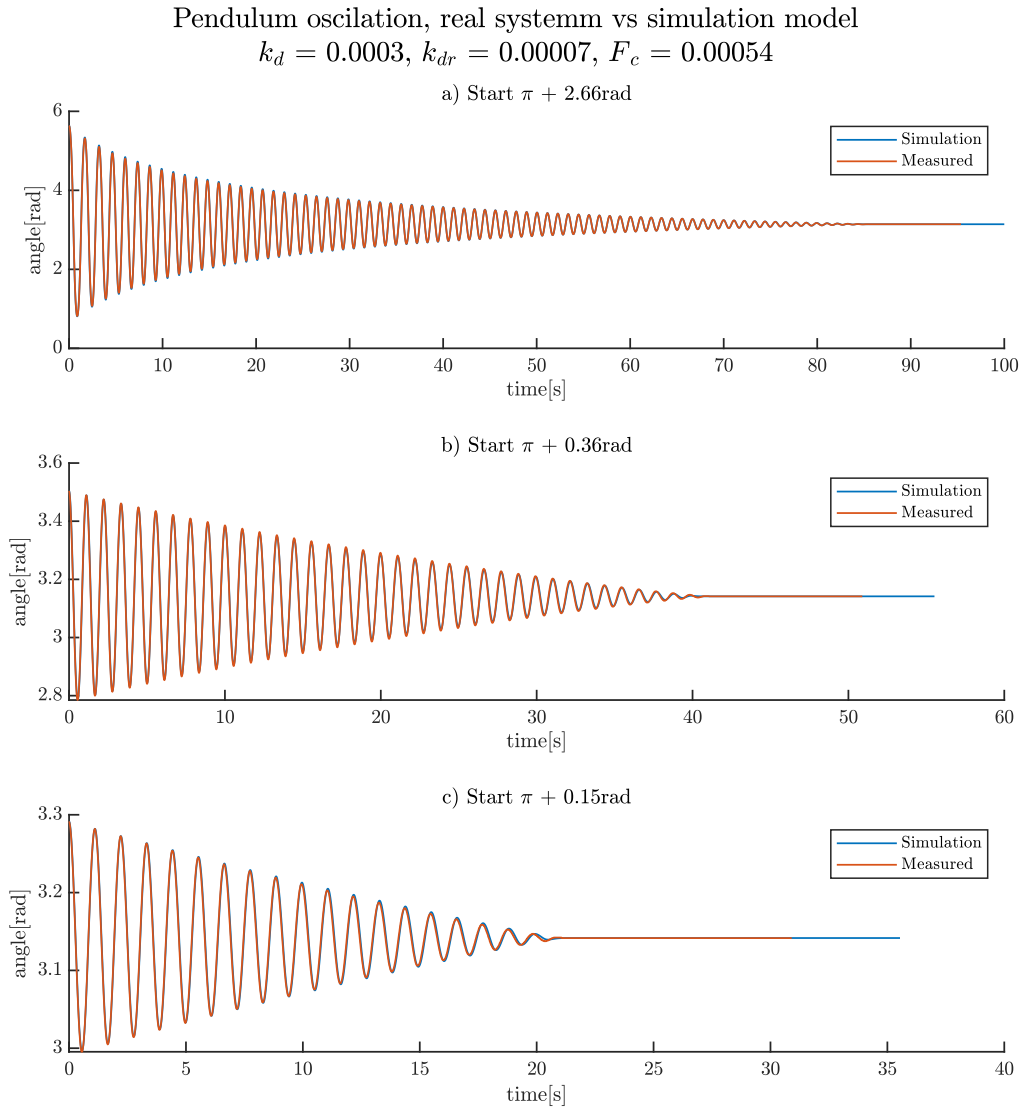 Pendulum oscilation, real systemm vs simulation model
k_d = 0.0003, k_dr = 0.00007, F_c = 0.00054
a) Start π + 2.66rad
6
4
2
0
angle[rad]
Simulation
Measured
0 10 20 30 40 50 60 70 80 90 100
time[s]
b) Start π + 0.36rad
3.6
3.4
3.2
3
2.8
angle[rad]
Simulation
Measured
0 10 20 30 40 50 60
time[s]
c) Start π + 0.15rad
3.3
3.2
3.1
3
angle[rad]
Simulation
Measured
0 5 10 15 20 25 30 35 40
time[s]